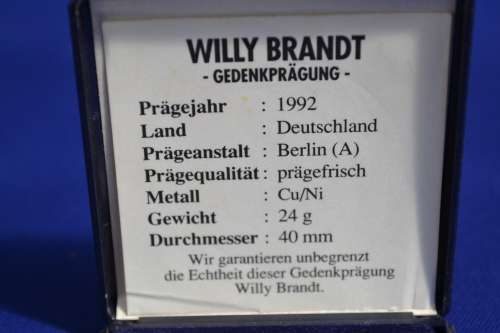 WILLY BRANDT
- GEDENKPRÄGUNG -
Prägejahr : 1992
Land : Deutschland
Prägeanstalt : Berlin (A)
Prägequalität : prägefrisch
Metall : Cu/Ni
Gewicht : 24 g
Durchmesser : 40 mm
Wir garantieren unbegrenzt
die Echtheit dieser Gedenkprägung
Willy Brandt.